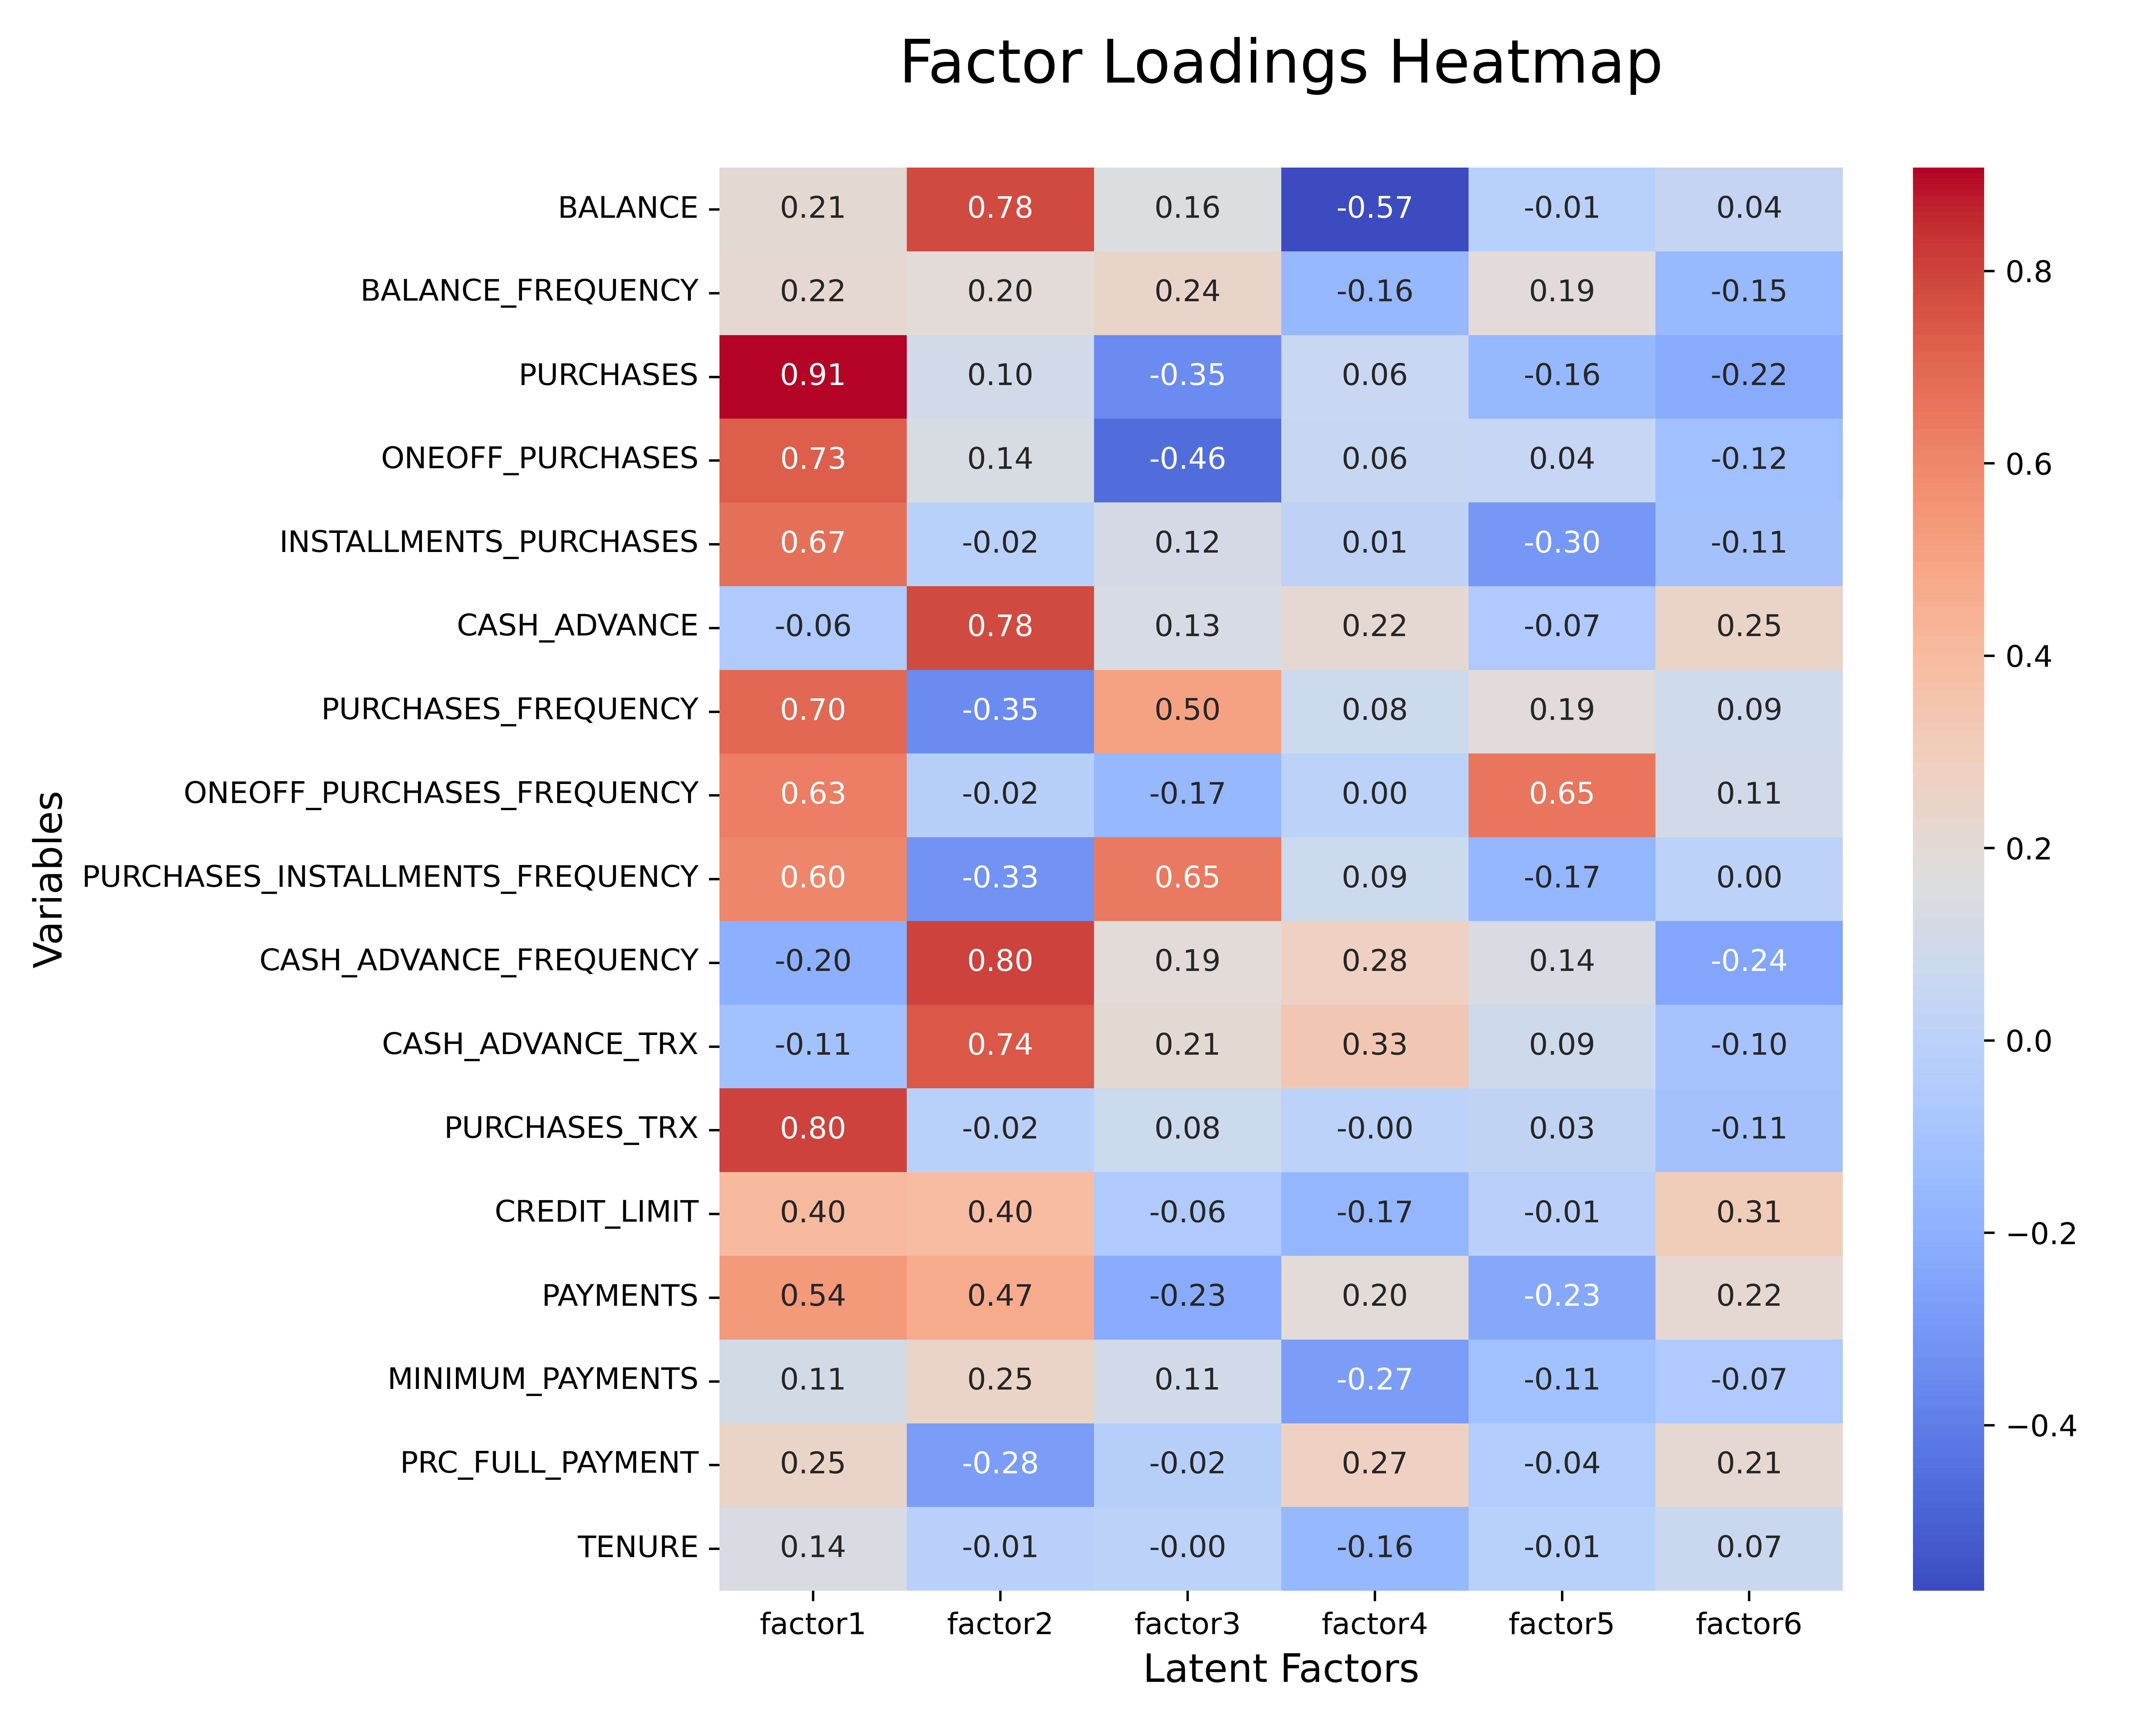 Factor Loadings Heatmap
BALANCE 0.21 0.78 0.16 -0.57 -0.01 0.04
BALANCE_FREQUENCY 0.22 0.20 0.24 -0.16 0.19 -0.15
PURCHASES 0.91 0.10 -0.35 0.06 -0.16 -0.22
ONEOFF_PURCHASES 0.73 0.14 -0.46 0.06 0.04 -0.12
INSTALLMENTS_PURCHASES 0.67 -0.02 0.12 0.01 -0.30 -0.11
CASH_ADVANCE -0.06 0.78 0.13 0.22 -0.07 0.25
PURCHASES_FREQUENCY 0.70 -0.35 0.50 0.08 0.19 0.09
ONEOFF_PURCHASES_FREQUENCY 0.63 -0.02 -0.17 0.00 0.65 0.11
PURCHASES_INSTALLMENTS_FREQUENCY 0.60 -0.33 0.65 0.09 -0.17 0.00
CASH_ADVANCE_FREQUENCY -0.20 0.80 0.19 0.28 0.14 -0.24
CASH_ADVANCE_TRX -0.11 0.74 0.21 0.33 0.09 -0.10
PURCHASES_TRX 0.80 -0.02 0.08 -0.00 0.03 -0.11
CREDIT_LIMIT 0.40 0.40 -0.06 -0.17 -0.01 0.31
PAYMENTS 0.54 0.47 -0.23 0.20 -0.23 0.22
MINIMUM_PAYMENTS 0.11 0.25 0.11 -0.27 -0.11 -0.07
PRC_FULL_PAYMENT 0.25 -0.28 -0.02 0.27 -0.04 0.21
TENURE 0.14 -0.01 -0.00 -0.16 -0.01 0.07
factor1 factor2 factor3 factor4 factor5 factor6
Latent Factors
Variables
0.8
0.6
0.4
0.2
0.0
−0.2
−0.4